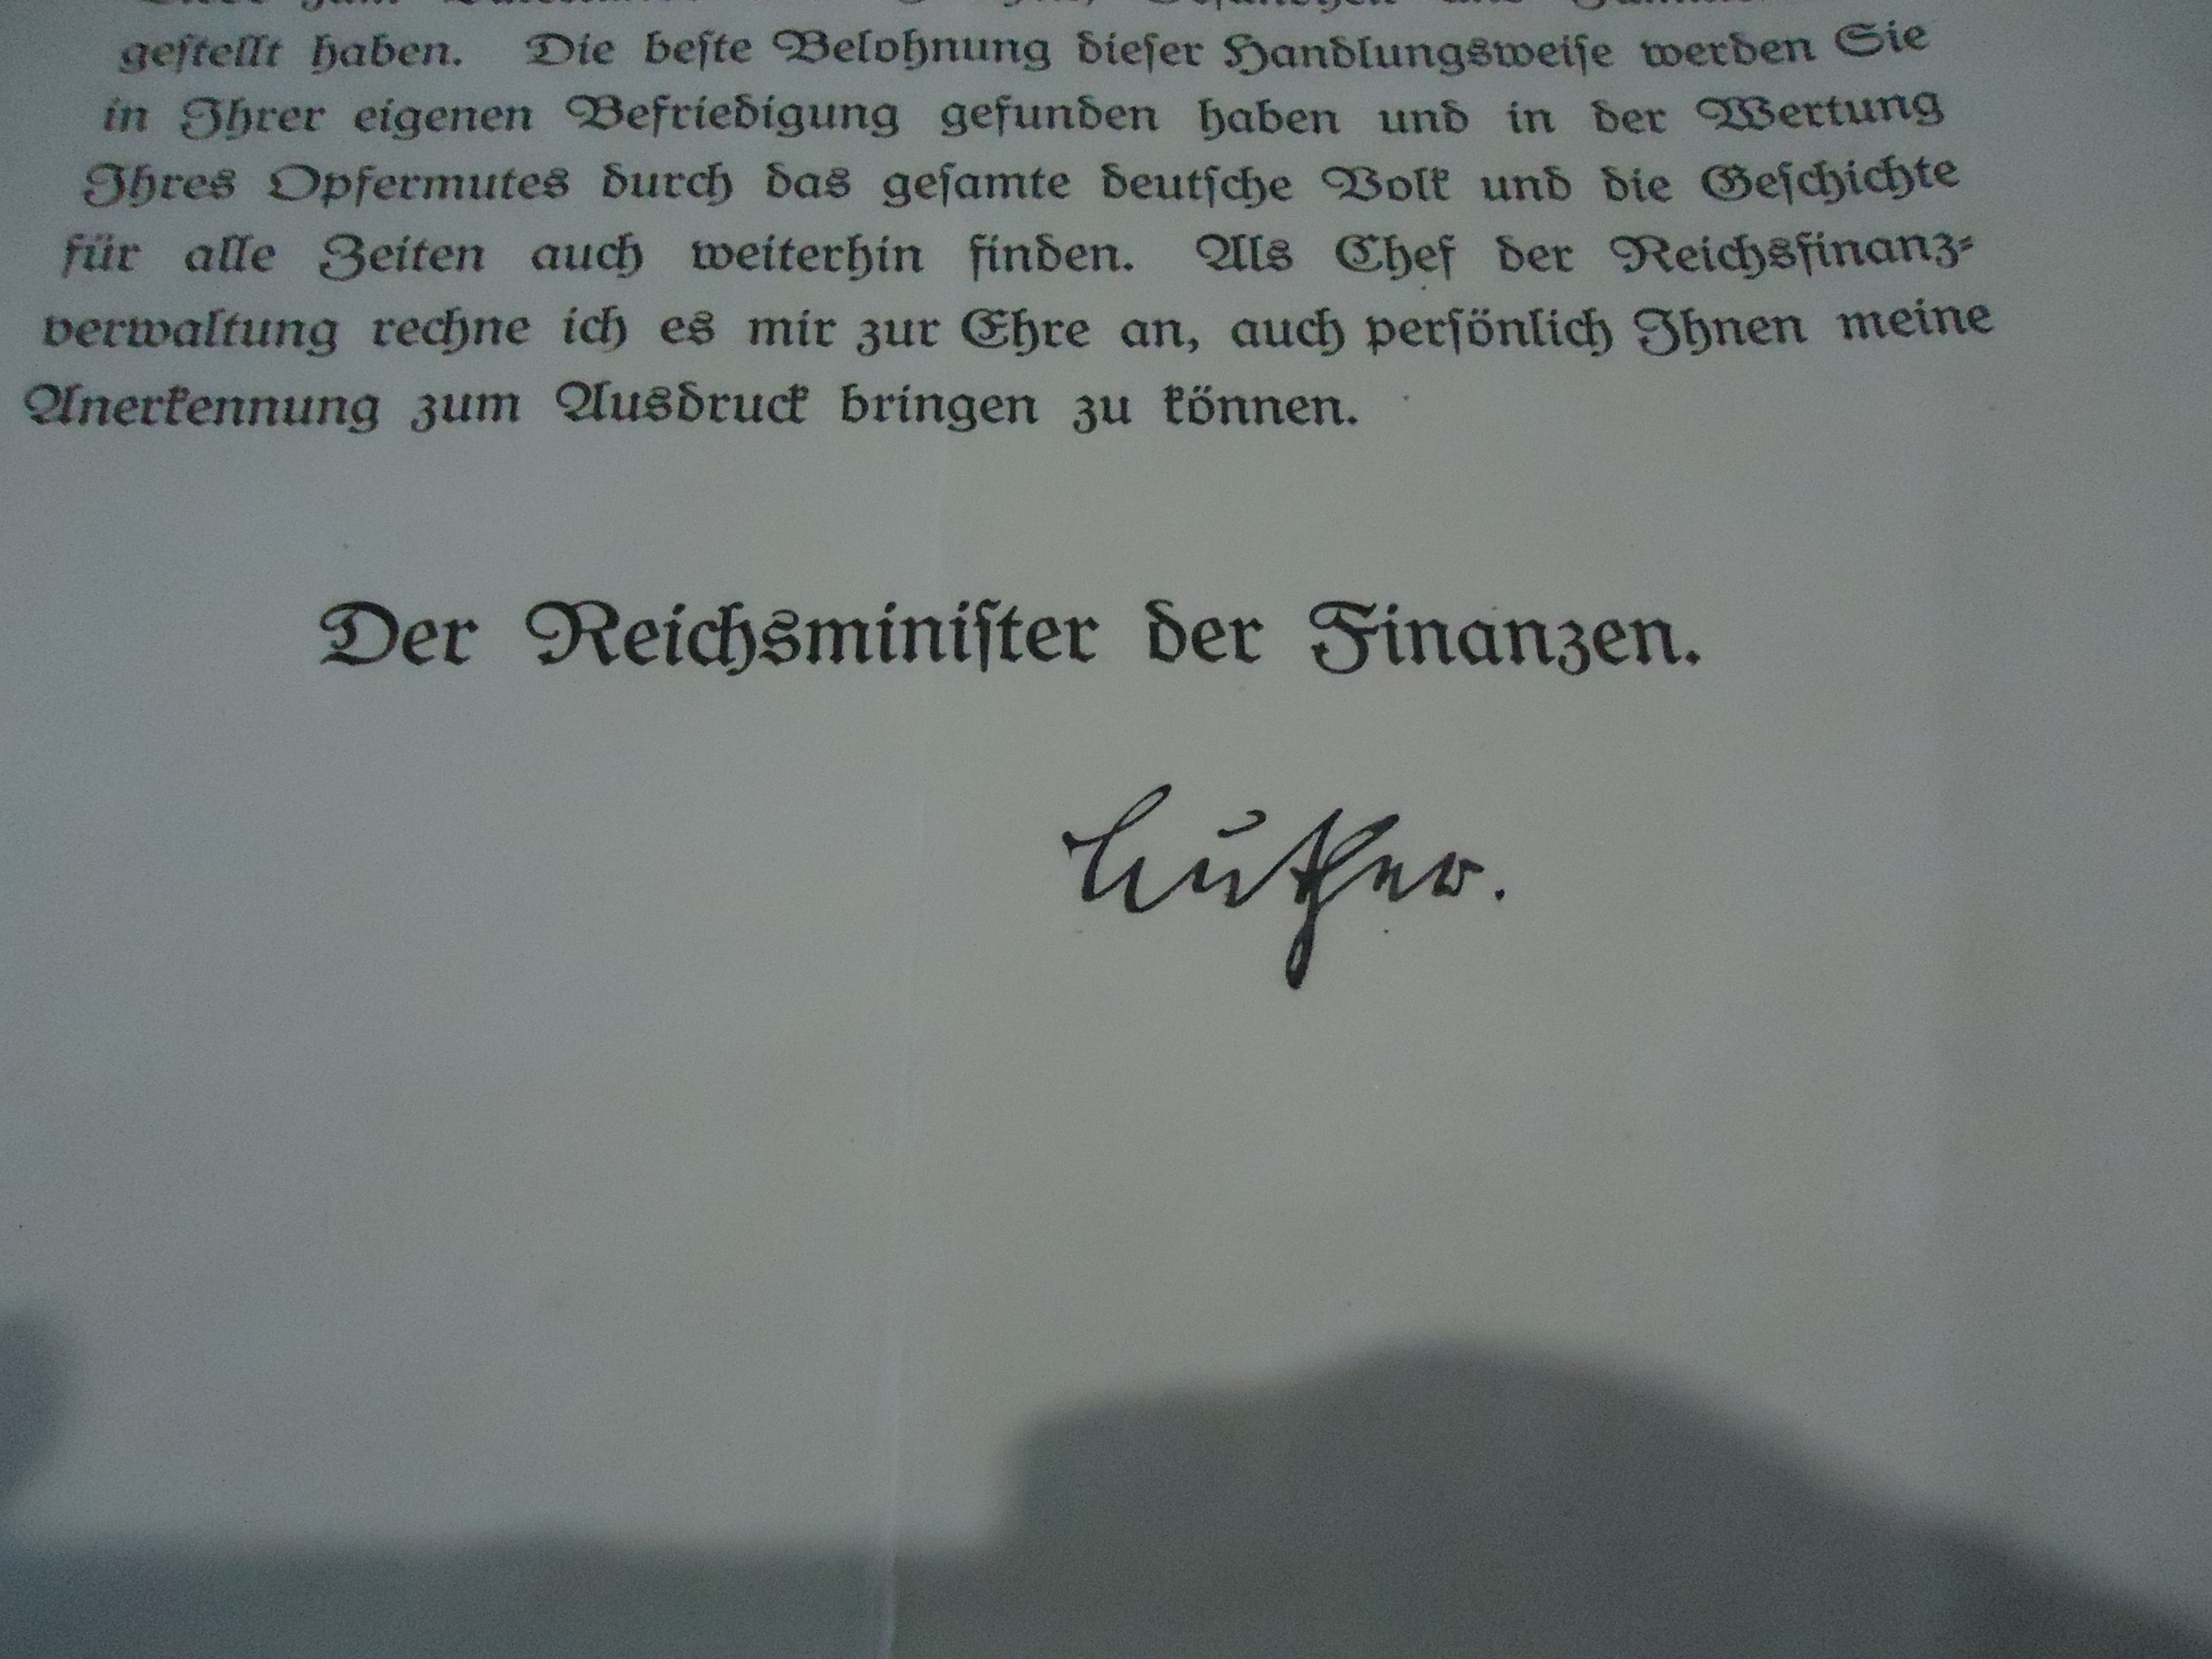 gestellt haben. Die beste Belohnung dieser Handlungsweise werden Sie
in Ihrer eigenen Befriedigung gefunden haben und in der Wertung
Ihres Opfermutes durch das gesamte deutsche Volk und die Geschichte
für alle Zeiten auch weiterhin finden. Als Chef der Reichsfinanz-
verwaltung rechne ich es mir zur Ehre an, auch persönlich Ihnen meine
Anerkennung zum Ausdruck bringen zu können.
Der Reichsminister der Finanzen.
Luther.